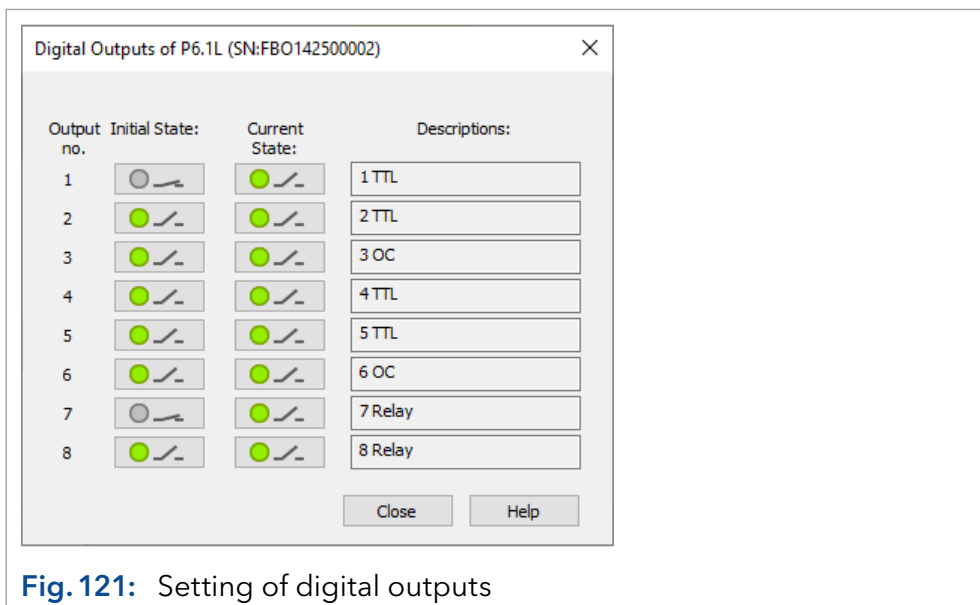 Digital Outputs of P6.1L (SN:FBO142500002)
Output no. Initial State: Current State: Descriptions:
1 1 TTL
2 2 TTL
3 3 OC
4 4 TTL
5 5 TTL
6 6 OC
7 7 Relay
8 8 Relay
Close Help
Fig. 121: Setting of digital outputs